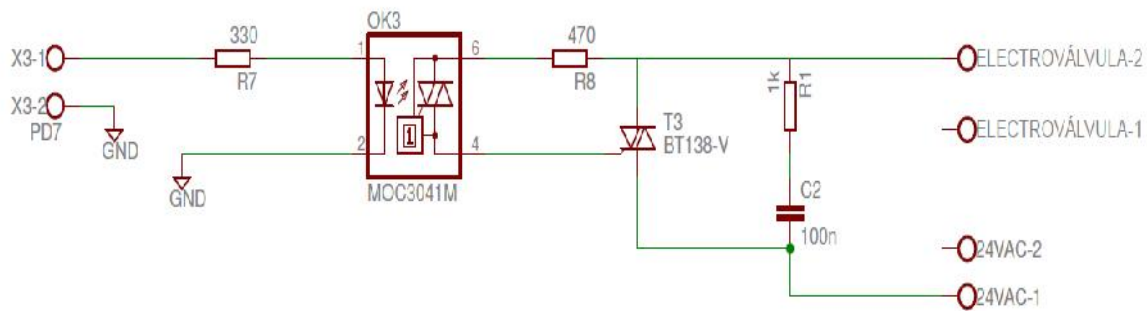 OK3
X3-1
330
R7
1
6
470
R8
ELECTROVÁLVULA-2
X3-2
PD7
GND
1k
R1
T3
BT138-V
ELECTROVÁLVULA-1
1
2
4
GND
MOC3041M
C2
100n
24VAC-2
24VAC-1